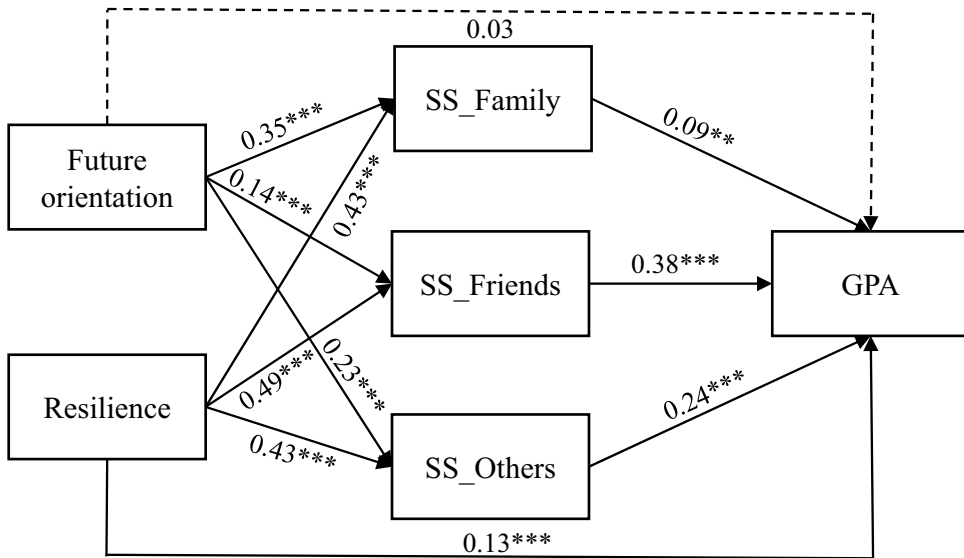 0.03
SS_Family
0.35***
0.09**
Future
orientation
0.14***
0.43***
SS_Friends
0.38***
GPA
Resilience
0.49***
0.23***
0.24***
0.43***
SS_Others
0.13***